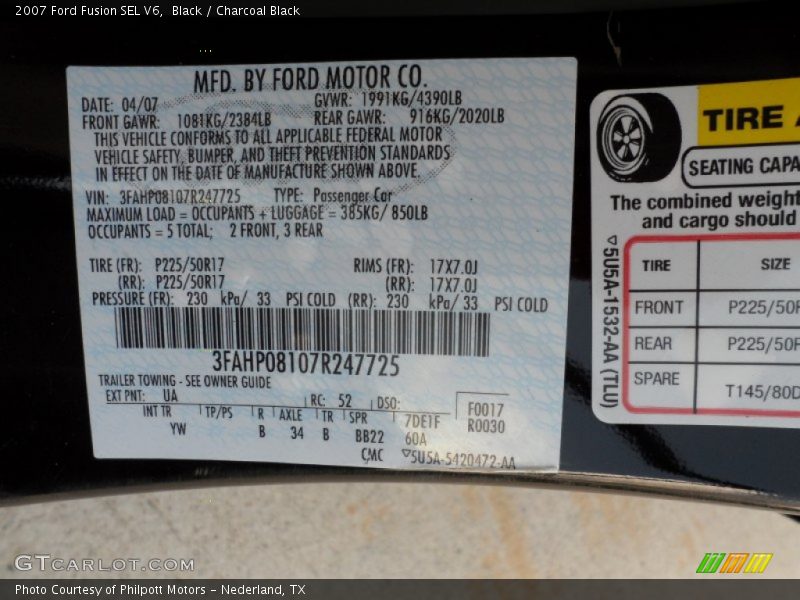 2007 Ford Fusion SEL V6,  Black / Charcoal Black
MFD. BY FORD MOTOR CO.
DATE: 04/07 GVWR: 1991KG/4390LB
FRONT GAWR: 1081KG/2384LB REAR GAWR: 916KG/2020LB
THIS VEHICLE CONFORMS TO ALL APPLICABLE FEDERAL MOTOR
VEHICLE SAFETY, BUMPER, AND THEFT PREVENTION STANDARDS
IN EFFECT ON THE DATE OF MANUFACTURE SHOWN ABOVE.
VIN: 3FAHP08107R247725 TYPE: Passenger Car
MAXIMUM LOAD = OCCUPANTS + LUGGAGE = 385KG/ 850LB
OCCUPANTS = 5 TOTAL; 2 FRONT, 3 REAR
TIRE (FR): P225/50R17 RIMS (FR): 17X7.0J
(RR): P225/50R17 (RR): 17X7.0J
PRESSURE (FR): 230 kPa/ 33 PSI COLD (RR): 230 kPa/ 33 PSI COLD
3FAHP08107R247725
TRAILER TOWING - SEE OWNER GUIDE
EXT PNT: UA RC: 52 DSO: F0017
INT TR TP/PS R AXLE TR SPR 7DE1F R0030
YW B 34 B BB22 60A
CMC ▽5U5A-5420472-AA
TIRE A
SEATING CAPA
The combined weight
and cargo should
▽5U5A-1532-AA (TLU)
TIRE SIZE
FRONT P225/50R
REAR P225/50R
SPARE T145/80D
GTCARLOT.COM
Photo Courtesy of Philpott Motors - Nederland, TX